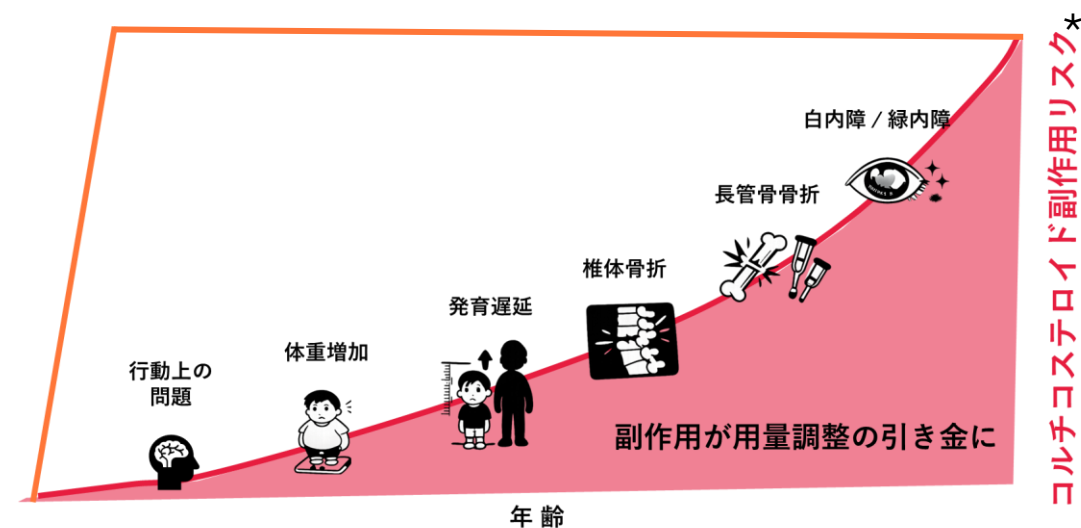 コルチコステロイド副作用リスク*
白内障 / 緑内障
長管骨骨折
椎体骨折
発育遅延
体重増加
行動上の
問題
副作用が用量調整の引き金に
年齢